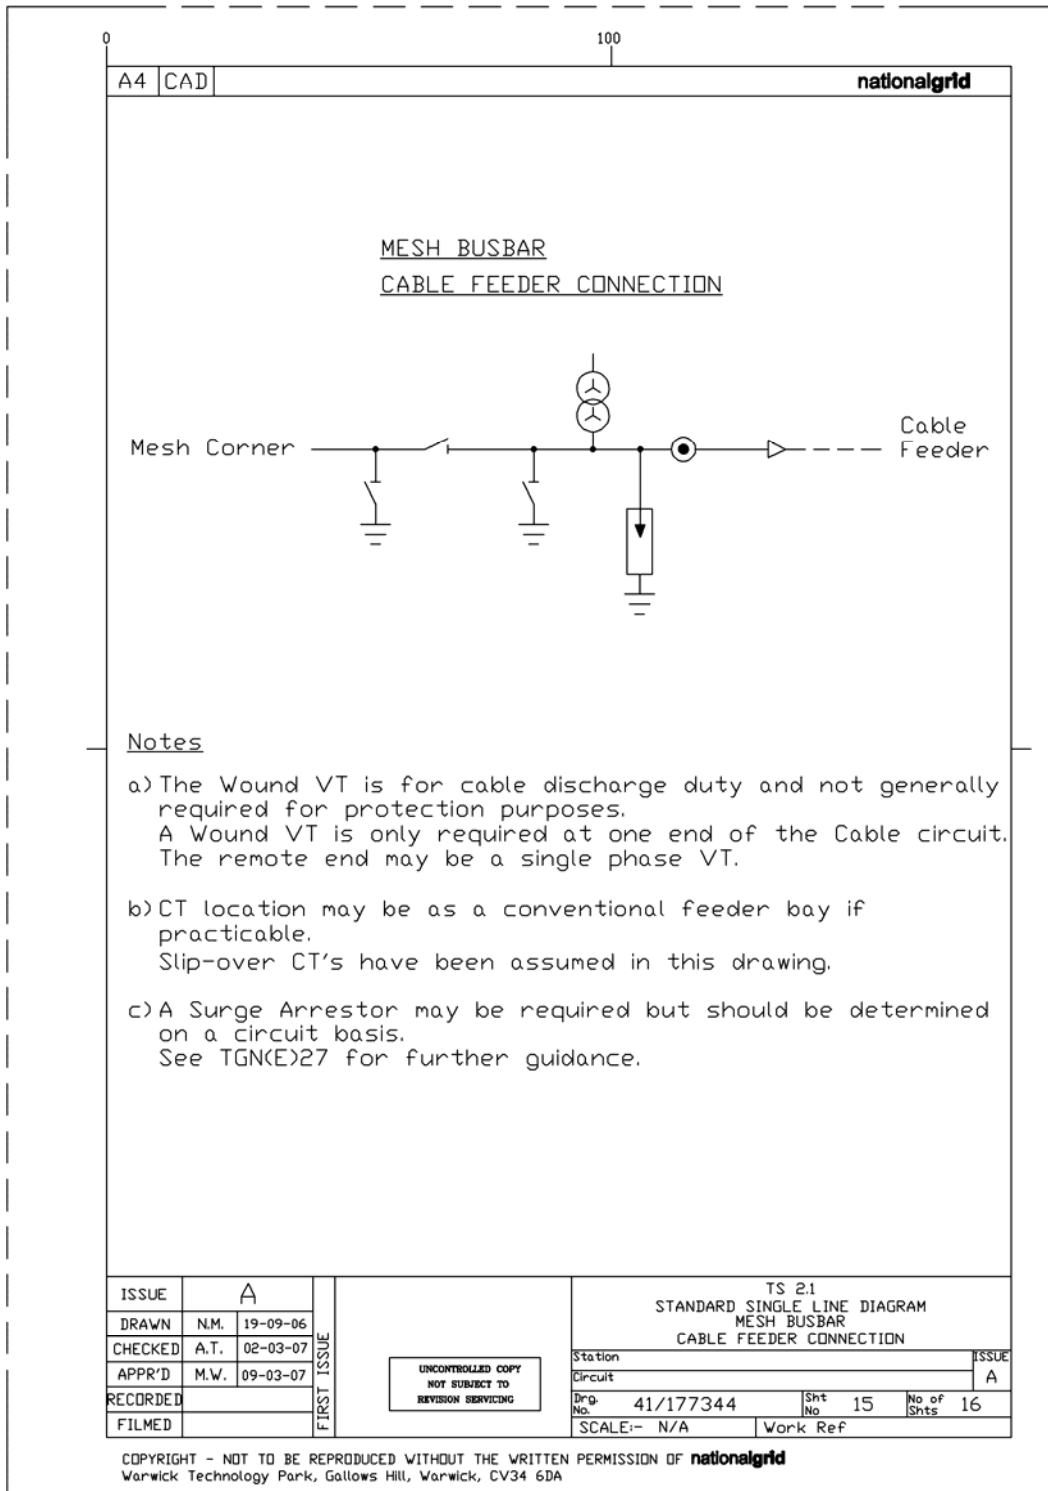 0
100
A4 CAD
nationalgrid
MESH BUSBAR
CABLE FEEDER CONNECTION
Mesh Corner
Cable
Feeder
Notes
a) The Wound VT is for cable discharge duty and not generally
required for protection purposes.
A Wound VT is only required at one end of the Cable circuit.
The remote end may be a single phase VT.
b) CT location may be as a conventional feeder bay if
practicable.
Slip-over CT's have been assumed in this drawing.
c) A Surge Arrestor may be required but should be determined
on a circuit basis.
See TGN(E)27 for further guidance.
ISSUE A
DRAWN N.M. 19-09-06
CHECKED A.T. 02-03-07
APPR'D M.W. 09-03-07
RECORDED
FILMED
FIRST ISSUE
UNCONTROLLED COPY
NOT SUBJECT TO
REVISION SERVICING
TS 2.1
STANDARD SINGLE LINE DIAGRAM
MESH BUSBAR
CABLE FEEDER CONNECTION
Station
Circuit
ISSUE
A
Drg. No. 41/177344 Sht No 15 No of Shts 16
SCALE:- N/A Work Ref
COPYRIGHT - NOT TO BE REPRODUCED WITHOUT THE WRITTEN PERMISSION OF nationalgrid
Warwick Technology Park, Gallows Hill, Warwick, CV34 6DA